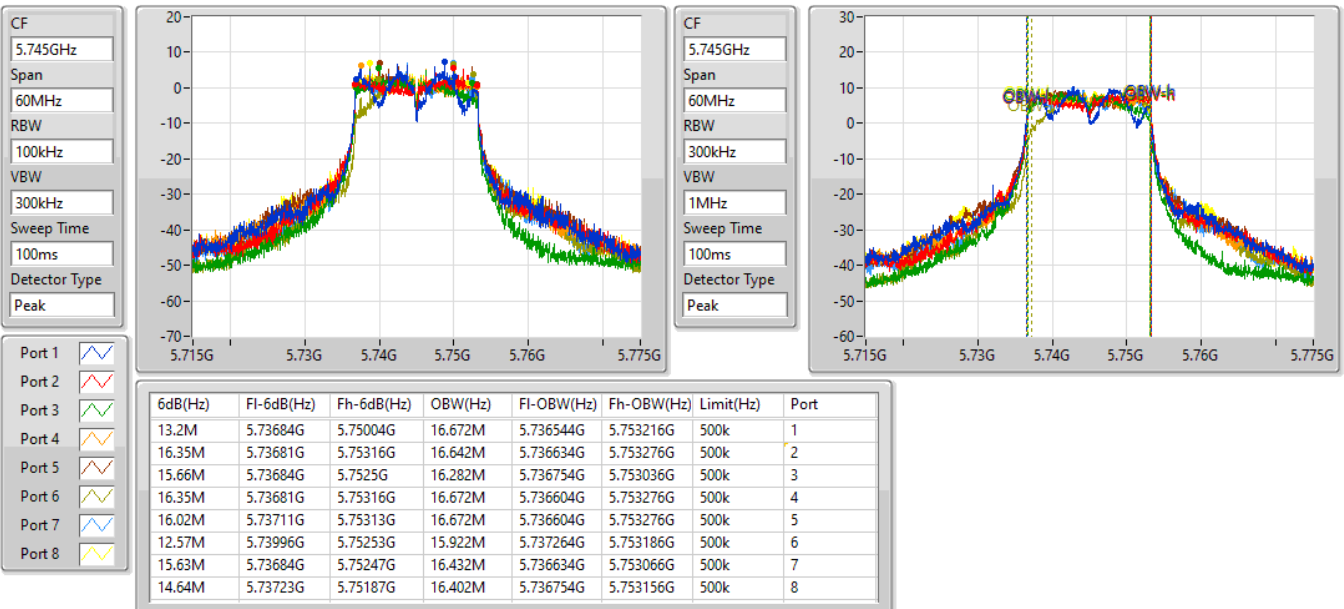 CF
5.745GHz
Span
60MHz
RBW
100kHz
VBW
300kHz
Sweep Time
100ms
Detector Type
Peak
20
10
0
-10
-20
-30
-40
-50
-60
-70
5.715G 5.73G 5.74G 5.75G 5.76G 5.775G
CF
5.745GHz
Span
60MHz
RBW
300kHz
VBW
1MHz
Sweep Time
100ms
Detector Type
Peak
30
20
10
0
-10
-20
-30
-40
-50
-60
OBW-h
5.715G 5.73G 5.74G 5.75G 5.76G 5.775G
Port 1
Port 2
Port 3
Port 4
Port 5
Port 6
Port 7
Port 8
6dB(Hz) Fl-6dB(Hz) Fh-6dB(Hz) OBW(Hz) Fl-OBW(Hz) Fh-OBW(Hz) Limit(Hz) Port
13.2M 5.73684G 5.75004G 16.672M 5.736544G 5.753216G 500k 1
16.35M 5.73681G 5.75316G 16.642M 5.736634G 5.753276G 500k 2
15.66M 5.73684G 5.7525G 16.282M 5.736754G 5.753036G 500k 3
16.35M 5.73681G 5.75316G 16.672M 5.736604G 5.753276G 500k 4
16.02M 5.73711G 5.75313G 16.672M 5.736604G 5.753276G 500k 5
12.57M 5.73996G 5.75253G 15.922M 5.737264G 5.753186G 500k 6
15.63M 5.73684G 5.75247G 16.432M 5.736634G 5.753066G 500k 7
14.64M 5.73723G 5.75187G 16.402M 5.736754G 5.753156G 500k 8